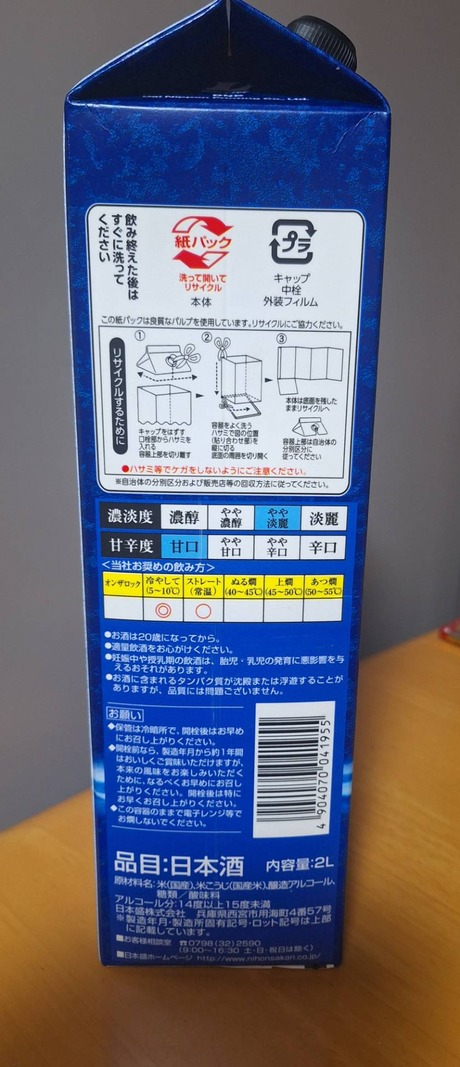 飲み終えた後は
すぐに洗って
ください
紙パック
洗って開いて
リサイクル
本体
プラ
キャップ
中栓
外装フィルム
この紙パックは良質なパルプを使用しています。リサイクルにご協力ください。
リサイクルするために
①
キャップをはずす
口栓部からハサミを
入れる
容器上部を切り離す
②
容器をよく洗う
ハサミで図の位置
(貼り合わせ部)を
縦に切る
底面の周囲を切り開く
③
本体は底面を残した
ままリサイクルへ
容器上部は自治体の
分別区分に
従ってください
●ハサミ等でケガをしないようにご注意ください。
※自治体の分別区分および販売店等の回収方法に従ってください。
濃淡度 濃醇 やや濃醇 やや淡麗 淡麗
甘辛度 甘口 やや甘口 やや辛口 辛口
＜当社お奨めの飲み方＞
オンザロック 冷やして(5~10℃) ストレート(常温) ぬる燗(40~45℃) 上燗(45~50℃) あつ燗(50~55℃)
◎ ○
●お酒は20歳になってから。
●適量飲酒をお心がけください。
●妊娠中や授乳期の飲酒は、胎児・乳児の発育に悪影響を与
えるおそれがあります。
●お酒に含まれるタンパク質が沈殿または浮遊することが
ありますが、品質には問題ございません。
お願い
◆保管は冷暗所で、開栓後はお早め
にお召し上がりください。
◆開栓前なら、製造年月から約1年間
はおいしくご賞味いただけますが、
本来の風味をお楽しみいただく
ために、なるべくお早めにお召し
上がりください。開栓後は特に
お早くお召し上がりください。
◆この容器のままで電子レンジ等で
お燗しないでください。
4 904070 041955
品目:日本酒 内容量:2L
原材料名:米(国産)、米こうじ(国産米)、醸造アルコール、
糖類／酸味料
アルコール分:14度以上15度未満
日本盛株式会社 兵庫県西宮市用海町4番57号
※製造年月・製造所固有記号・ロット記号は上部
に記載しています。
■お客様相談室 ☎0798(32)2590
(9:00~16:30 土・日・祝日は除く)
■日本盛ホームページ http://www.nihonsakari.co.jp/